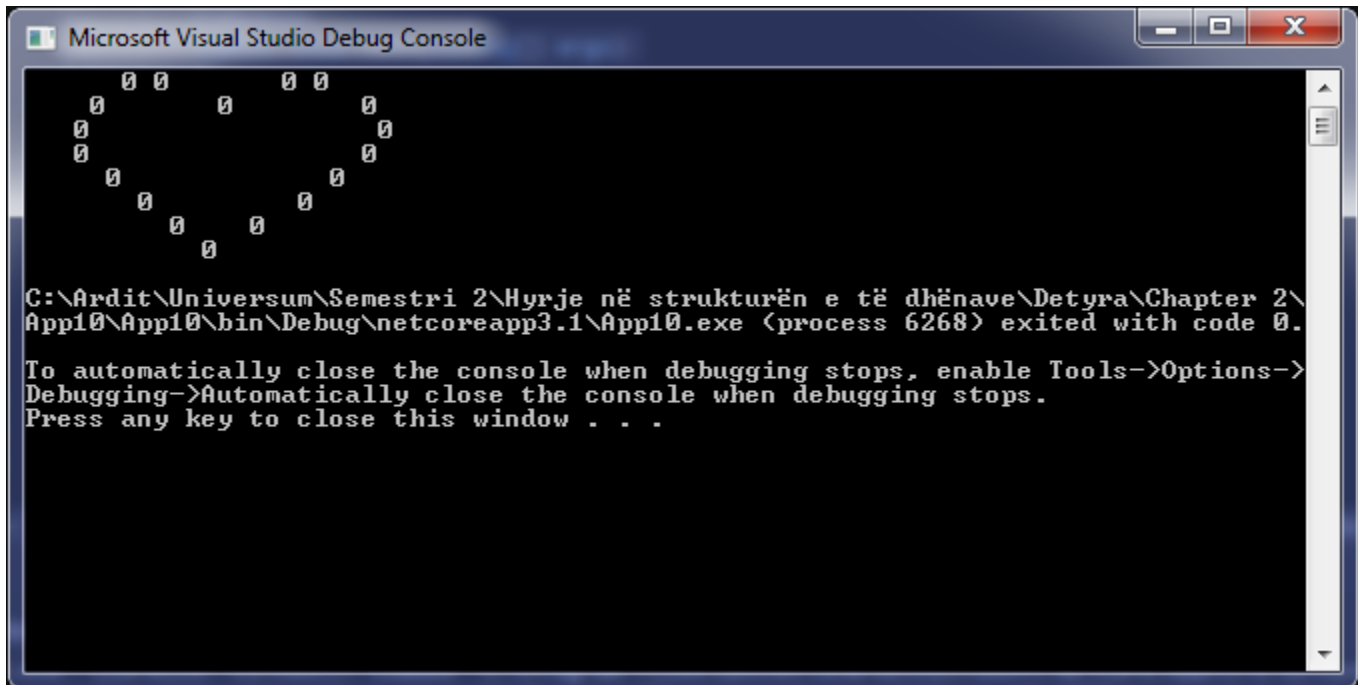 Microsoft Visual Studio Debug Console
      0 0       0 0
    0       0        0
   0                  0
   0                 0
     0             0
       0         0
         0    0
           0
C:\Ardit\Universum\Semestri 2\Hyrje në strukturën e të dhënave\Detyra\Chapter 2\
App10\App10\bin\Debug\netcoreapp3.1\App10.exe (process 6268) exited with code 0.
To automatically close the console when debugging stops, enable Tools->Options->
Debugging->Automatically close the console when debugging stops.
Press any key to close this window . . .